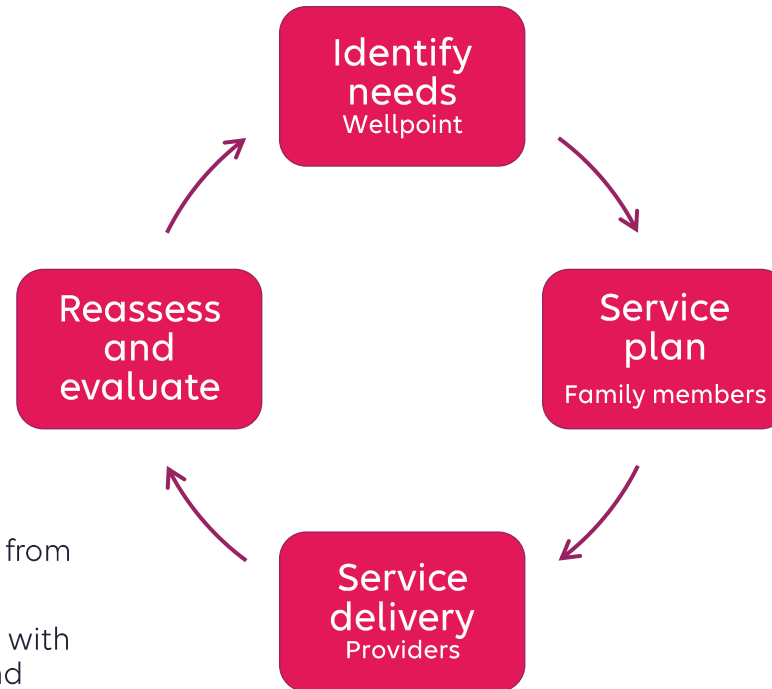 Identify
needs
Wellpoint
Service
plan
Family members
Service
delivery
Providers
Reassess
and
evaluate
from
with